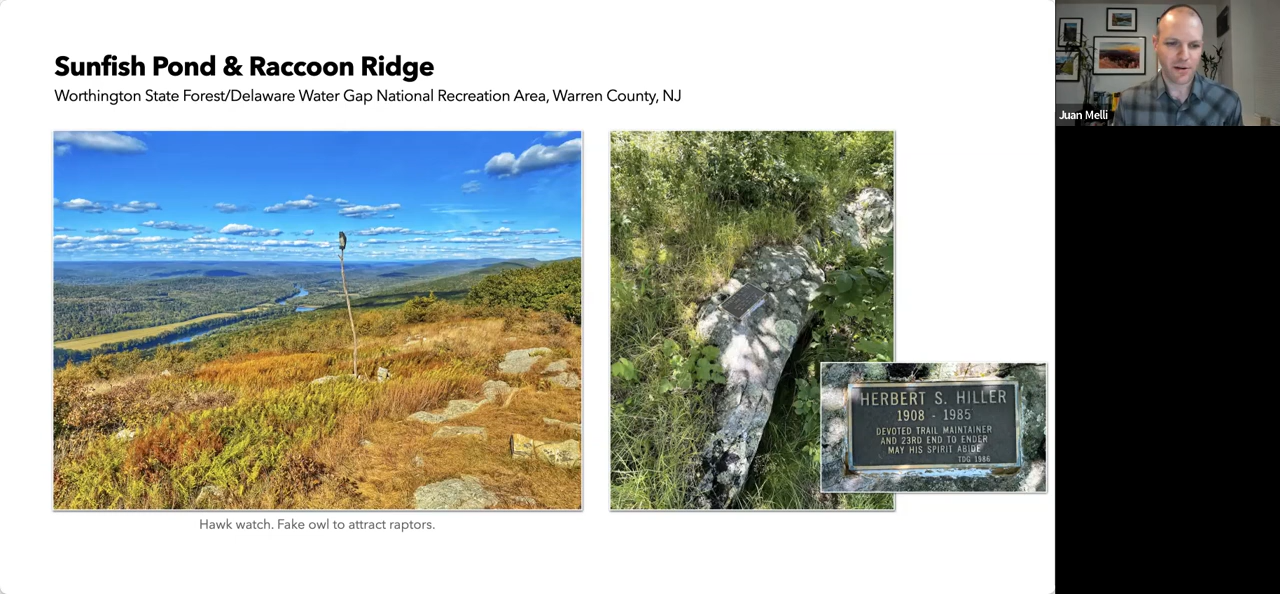 Sunfish Pond & Raccoon Ridge
Worthington State Forest/Delaware Water Gap National Recreation Area, Warren County, NJ
Juan Melli
HERBERT S. HILLER
1908 - 1985
DEVOTED TRAIL MAINTAINER
AND 23RD END TO ENDER
MAY HIS SPIRIT ABIDE
TDG 1986
Hawk watch. Fake owl to attract raptors.